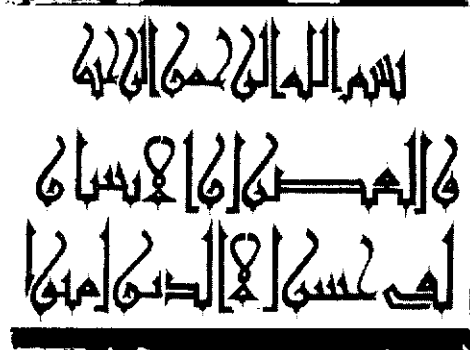 بسم الله الرحمن الرحيم
والعصر إن الإنسان
لفي خسر إلا الذين آمنوا